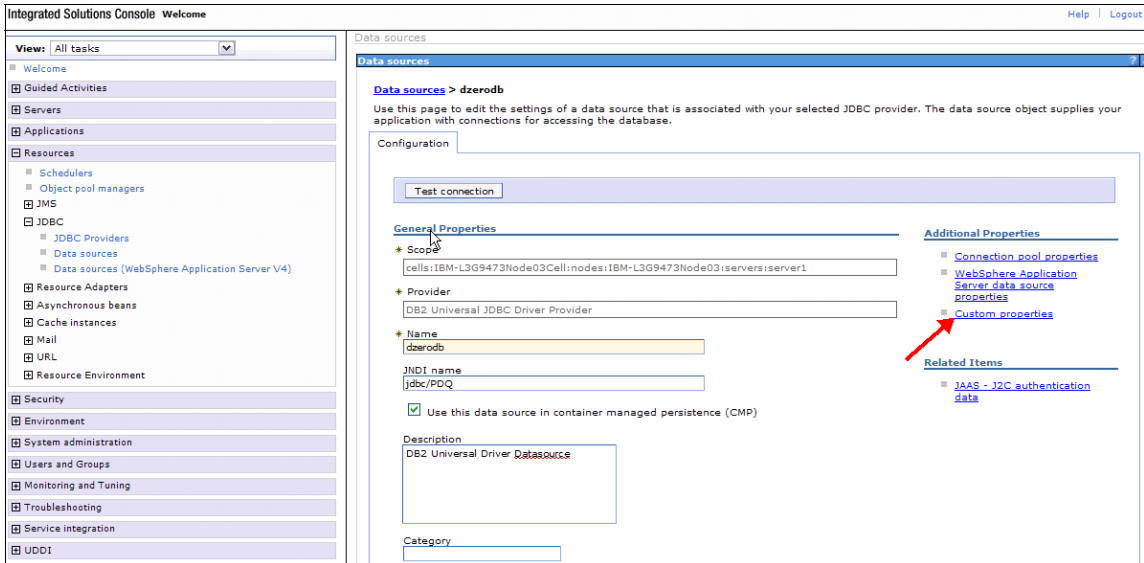 Integrated Solutions Console Welcome
Help | Logout
View: All tasks
Welcome
Guided Activities
Servers
Applications
Resources
Schedulers
Object pool managers
JMS
JDBC
JDBC Providers
Data sources
Data sources (WebSphere Application Server V4)
Resource Adapters
Asynchronous beans
Cache instances
Mail
URL
Resource Environment
Security
Environment
System administration
Users and Groups
Monitoring and Tuning
Troubleshooting
Service integration
UDDI
Data sources
Data sources ?
Data sources > dzerodb
Use this page to edit the settings of a data source that is associated with your selected JDBC provider. The data source object supplies your
application with connections for accessing the database.
Configuration
Test connection
General Properties
* Scope
cells:IBM-L3G9473Node03Cell:nodes:IBM-L3G9473Node03:servers:server1
* Provider
DB2 Universal JDBC Driver Provider
* Name
dzerodb
JNDI name
jdbc/PDQ
Use this data source in container managed persistence (CMP)
Description
DB2 Universal Driver Datasource
Category
Additional Properties
Connection pool properties
WebSphere Application
Server data source
properties
Custom properties
Related Items
JAAS - J2C authentication
data